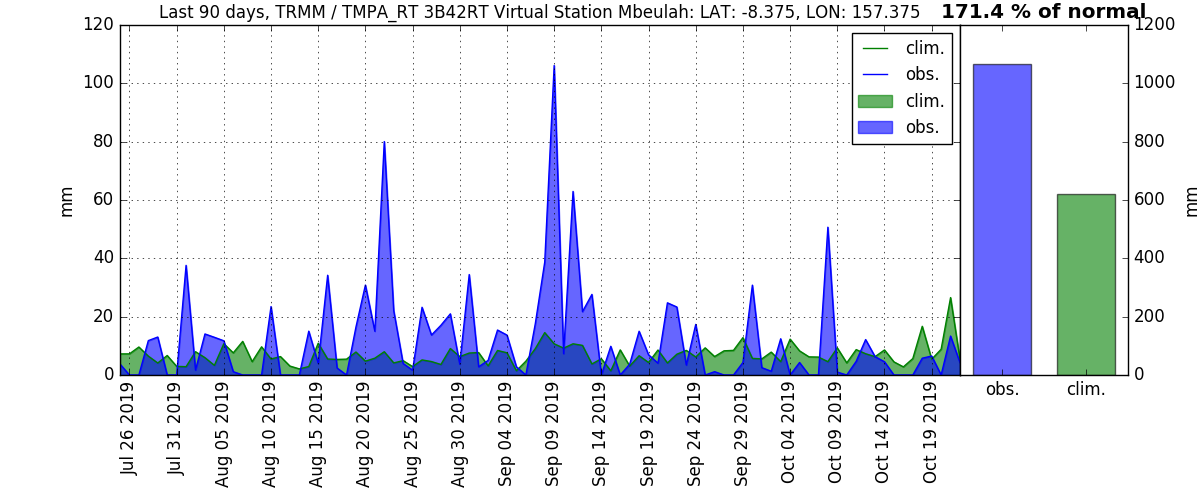 Last 90 days, TRMM / TMPA_RT 3B42RT Virtual Station Mbeulah: LAT: -8.375, LON: 157.375 171.4 % of normal
120 1200
100 1000
80 800
60 600
40 400
20 200
0 0
mm
mm
clim.
obs.
clim.
obs.
obs. clim.
Jul 26 2019
Jul 31 2019
Aug 05 2019
Aug 10 2019
Aug 15 2019
Aug 20 2019
Aug 25 2019
Aug 30 2019
Sep 04 2019
Sep 09 2019
Sep 14 2019
Sep 19 2019
Sep 24 2019
Sep 29 2019
Oct 04 2019
Oct 09 2019
Oct 14 2019
Oct 19 2019